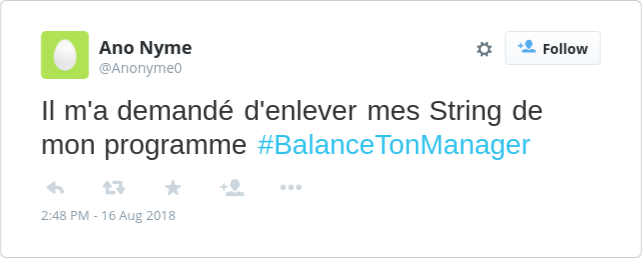 Ano Nyme
@Anonyme0
Follow
Il m'a demandé d'enlever mes String de
mon programme #BalanceTonManager
2:48 PM - 16 Aug 2018